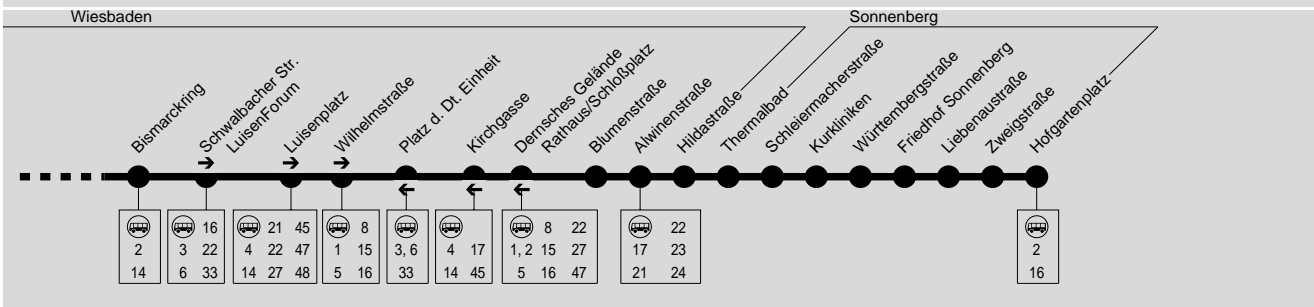 Wiesbaden
Sonnenberg
Bismarckring
Schwalbacher Str.
LuisenForum
Luisenplatz
Wilhelmstraße
Platz d. Dt. Einheit
Kirchgasse
Dernsches Gelände
Rathaus/Schloßplatz
Blumenstraße
Alwinenstraße
Hildastraße
Thermalbad
Schleiermacherstraße
Kurkliniken
Württembergstraße
Friedhof Sonnenberg
Liebenaustraße
Zweigstraße
Hofgartenplatz
2
14
16
3 22
6 33
21 45
4 22 47
14 27 48
8
1 15
5 16
3, 6
33
4 17
14 45
8 22
1, 2 15 27
5 16 47
22
17 23
21 24
2
16